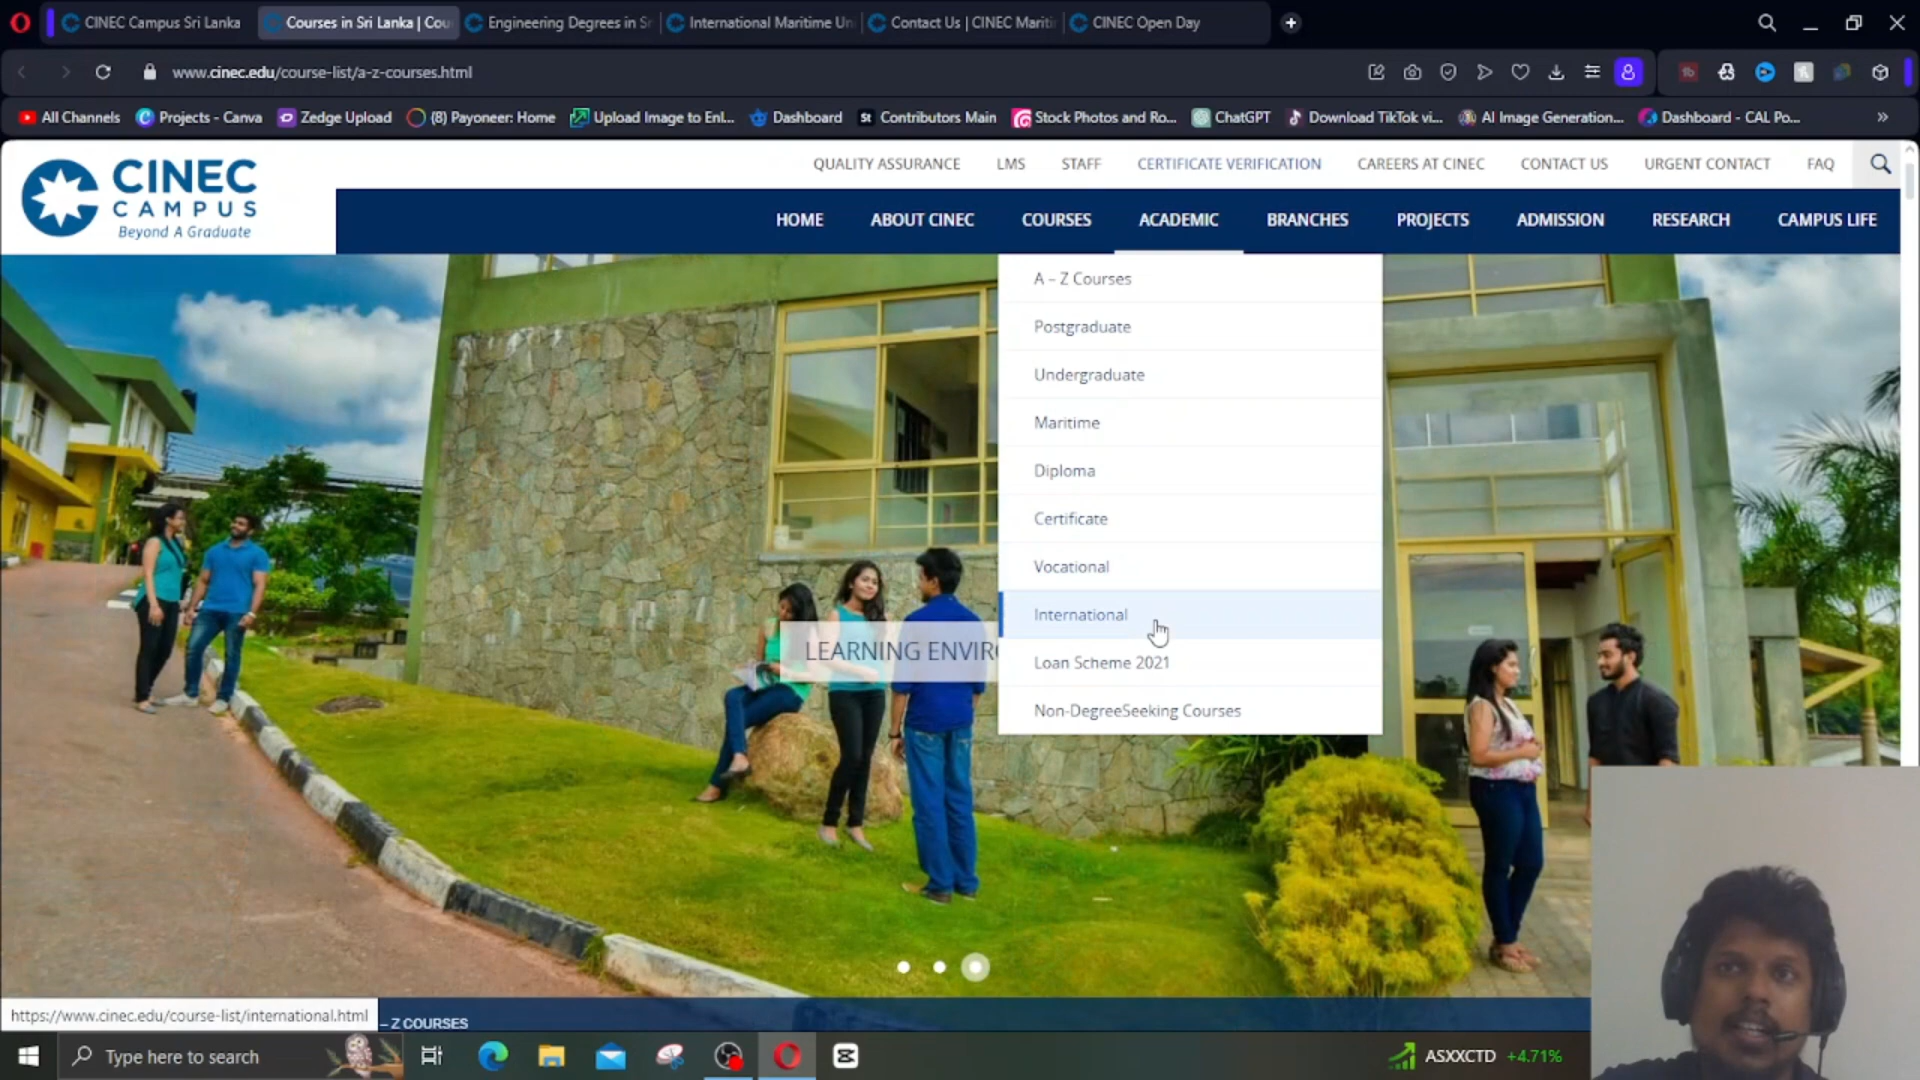 CINEC Campus Sri Lanka
Courses in Sri Lanka | Cou
Engineering Degrees in Sr
International Maritime Un
Contact Us | CINEC Mariti
CINEC Open Day
www.cinec.edu/course-list/a-z-courses.html
All Channels
Projects - Canva
Zedge Upload
(8) Payoneer: Home
Upload Image to Enl...
Dashboard
St Contributors Main
Stock Photos and Ro...
ChatGPT
Download TikTok vi...
AI Image Generation...
Dashboard - CAL Po...
CINEC
CAMPUS
Beyond A Graduate
QUALITY ASSURANCE
LMS
STAFF
CERTIFICATE VERIFICATION
CAREERS AT CINEC
CONTACT US
URGENT CONTACT
FAQ
HOME
ABOUT CINEC
COURSES
ACADEMIC
BRANCHES
PROJECTS
ADMISSION
RESEARCH
CAMPUS LIFE
A – Z Courses
Postgraduate
Undergraduate
Maritime
Diploma
Certificate
Vocational
International
Loan Scheme 2021
Non-DegreeSeeking Courses
LEARNING ENVIRO
https://www.cinec.edu/course-list/international.html
– Z COURSES
Type here to search
ASXXCTD +4.71%